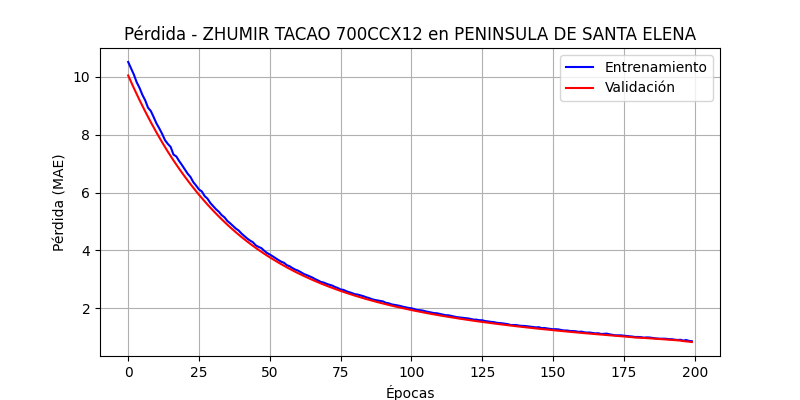 Pérdida - ZHUMIR TACAO 700CCX12 en PENINSULA DE SANTA ELENA
Entrenamiento
Validación
Pérdida (MAE)
10
8
6
4
2
0 25 50 75 100 125 150 175 200
Épocas